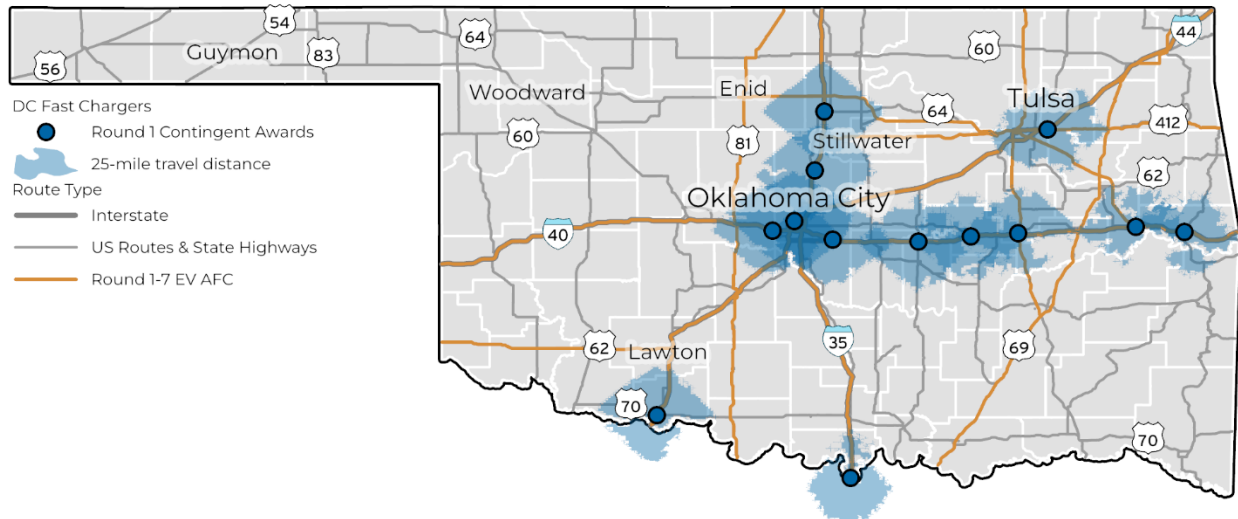 54
44
Guymon
83
64
60
56
DC Fast Chargers
Round 1 Contingent Awards
25-mile travel distance
Route Type
Interstate
US Routes & State Highways
Round 1-7 EV AFC
Woodward
Enid
64
Tulsa
412
60
81
Stillwater
62
Oklahoma City
40
62
Lawton
35
69
70
70